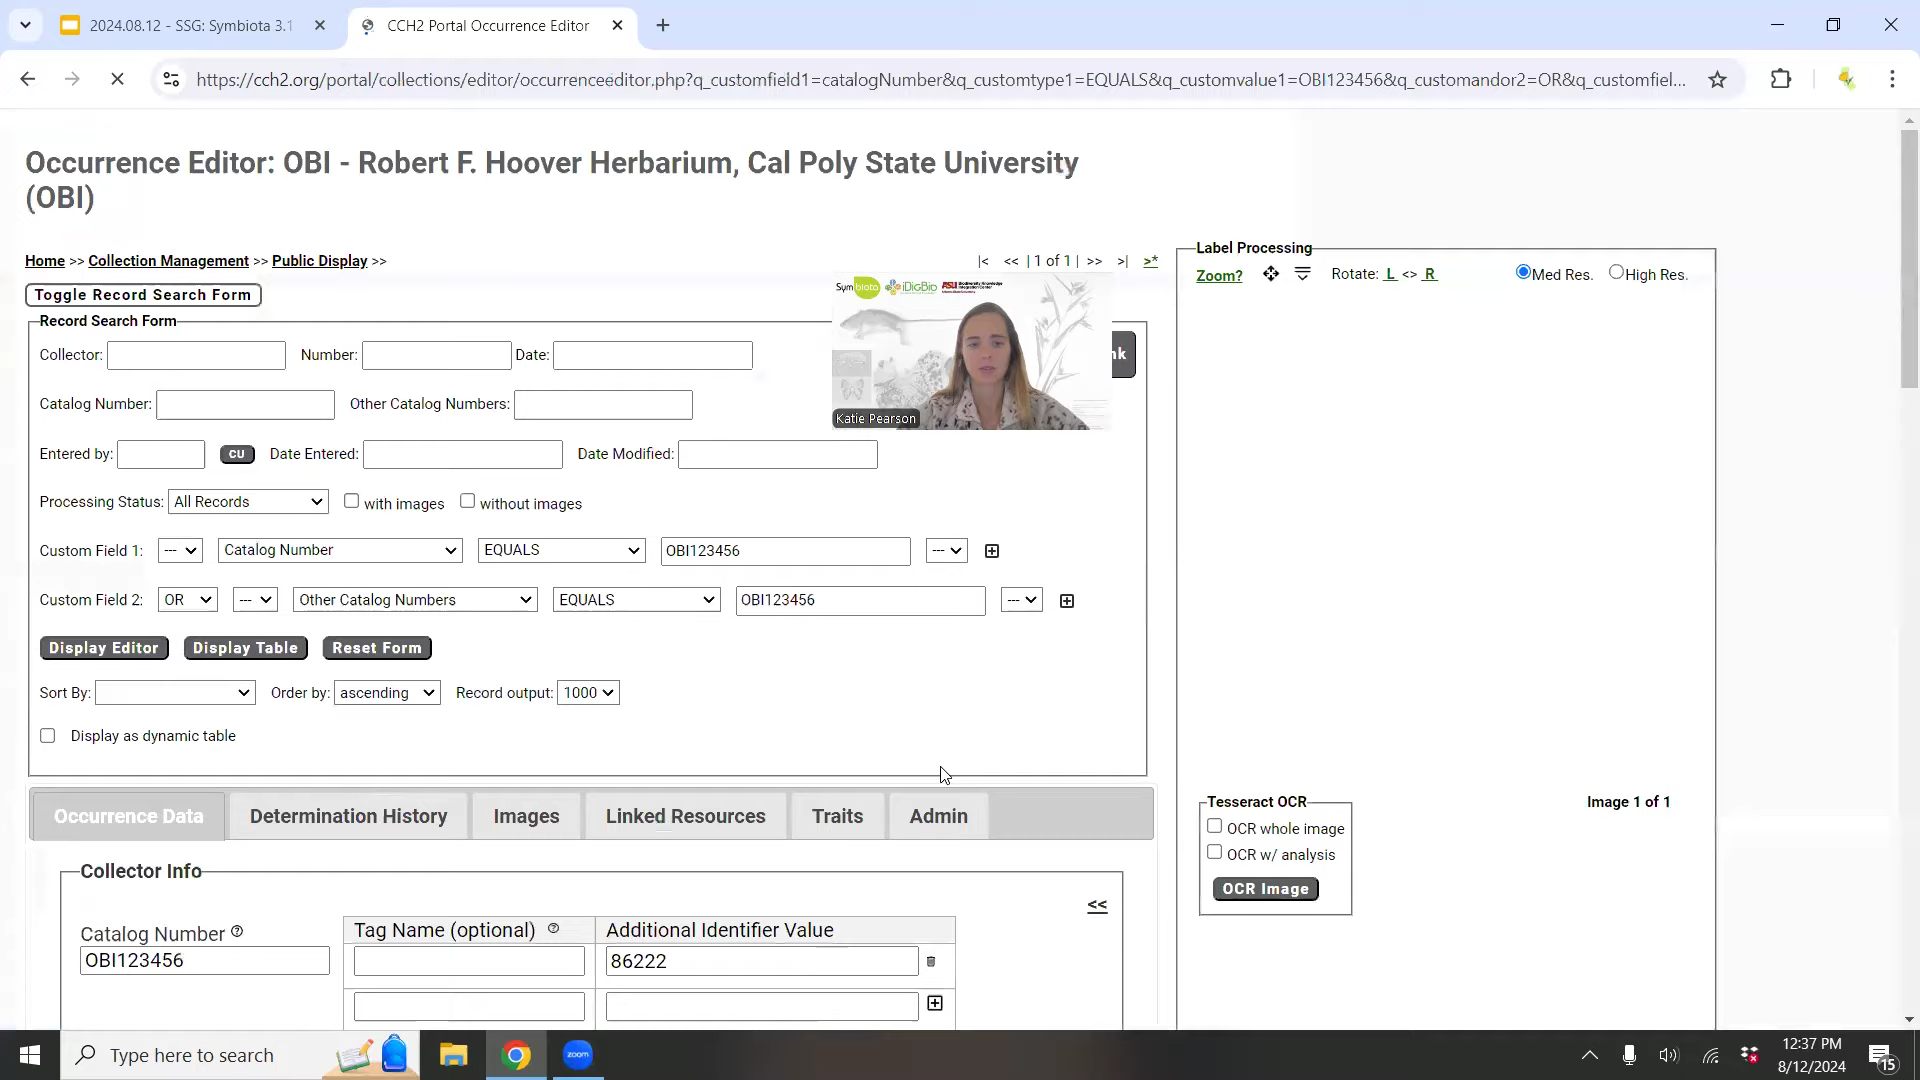 2024.08.12 - SSG: Symbiota 3.1
CCH2 Portal Occurrence Editor
https://cch2.org/portal/collections/editor/occurrenceeditor.php?q_customfield1=catalogNumber&q_customtype1=EQUALS&q_customvalue1=OBI123456&q_customandor2=OR&q_customfiel...
Occurrence Editor: OBI - Robert F. Hoover Herbarium, Cal Poly State University
(OBI)
Home >> Collection Management >> Public Display >>
|< << | 1 of 1 | >> >| >*
Toggle Record Search Form
Record Search Form
Collector: Number: Date:
Catalog Number: Other Catalog Numbers:
Entered by: CU Date Entered: Date Modified:
Processing Status: All Records with images without images
Custom Field 1: --- Catalog Number EQUALS OBI123456 ---
Custom Field 2: OR --- Other Catalog Numbers EQUALS OBI123456 ---
Display Editor Display Table Reset Form
Sort By: Order by: ascending Record output: 1000
Display as dynamic table
Symbiota iDigBio ASU
Katie Pearson
nk
Label Processing
Zoom? Rotate: L <> R Med Res. High Res.
Tesseract OCR
Image 1 of 1
OCR whole image
OCR w/ analysis
OCR Image
Occurrence Data Determination History Images Linked Resources Traits Admin
Collector Info
<<
Catalog Number
OBI123456
Tag Name (optional) Additional Identifier Value
86222
Type here to search
zoom
12:37 PM
8/12/2024
15